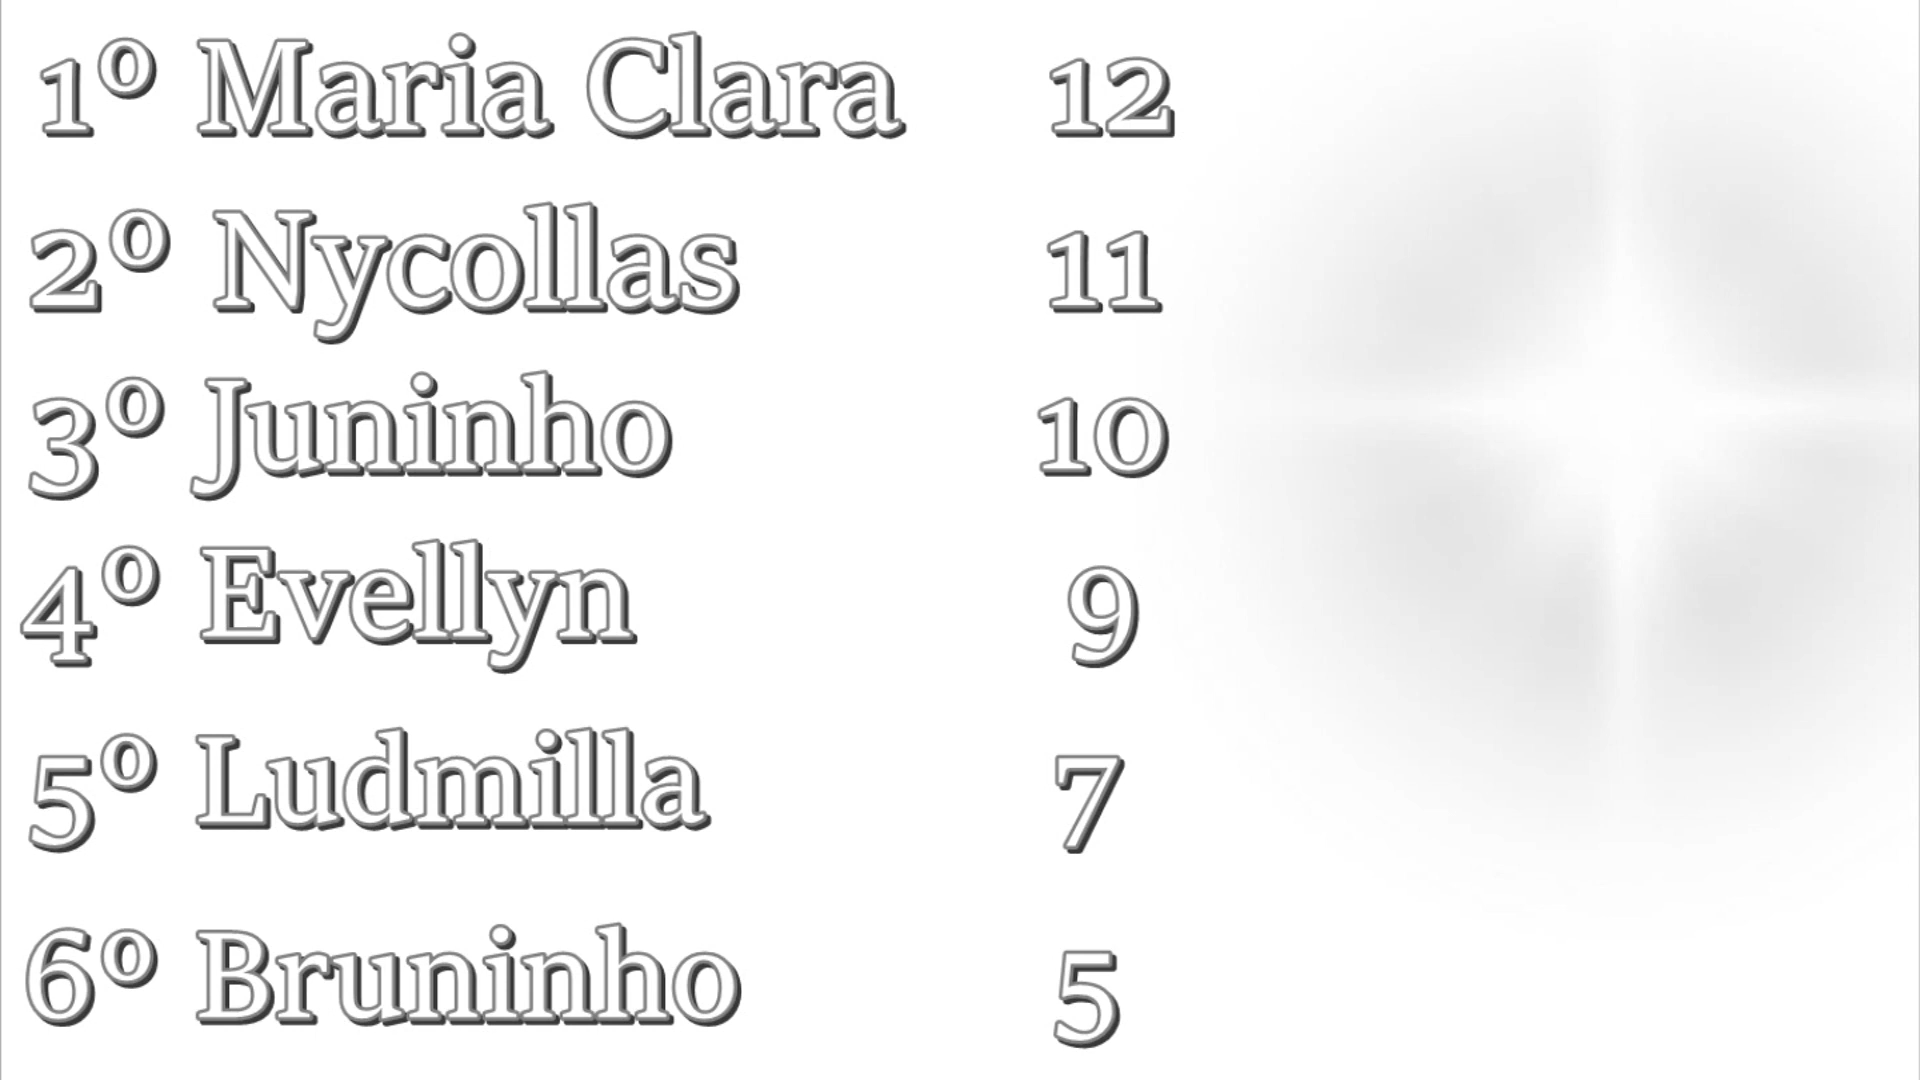 1º Maria Clara 12
2º Nycollas 11
3º Juninho 10
4º Evellyn 9
5º Ludmilla 7
6º Bruninho 5